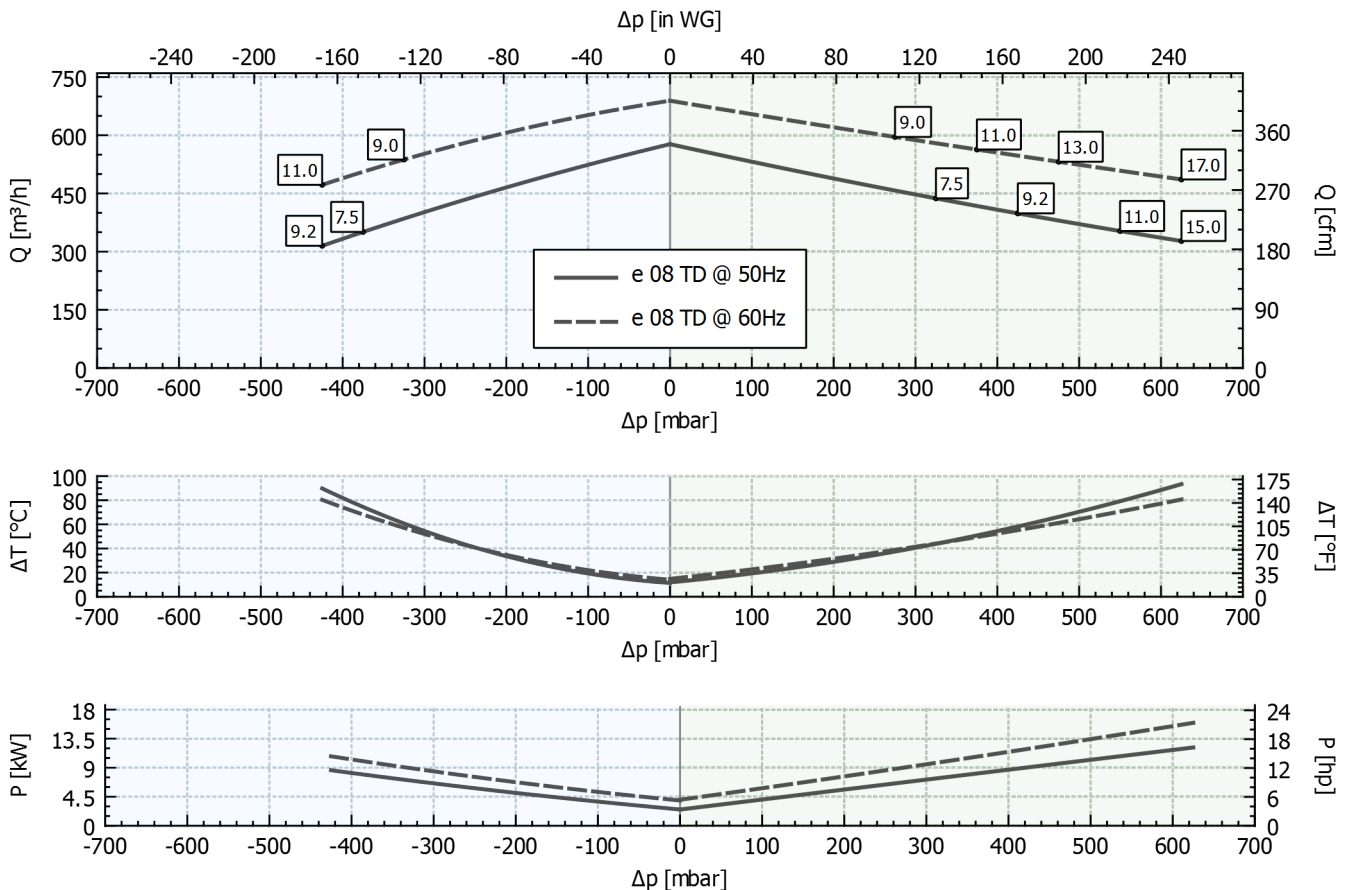 Δp [in WG]
-240 -200 -160 -120 -80 -40 0 40 80 120 160 200 240
750
600
450
300
150
0
Q [m³/h]
360
270
180
90
0
Q [cfm]
11.0
9.0
9.2
7.5
9.0
11.0
13.0
17.0
7.5
9.2
11.0
15.0
e 08 TD @ 50Hz
e 08 TD @ 60Hz
-700 -600 -500 -400 -300 -200 -100 0 100 200 300 400 500 600 700
Δp [mbar]
100
80
60
40
20
0
ΔT [°C]
175
140
105
70
35
0
ΔT [°F]
-700 -600 -500 -400 -300 -200 -100 0 100 200 300 400 500 600 700
Δp [mbar]
18
13.5
9
4.5
0
P [kW]
24
18
12
6
0
P [hp]
-700 -600 -500 -400 -300 -200 -100 0 100 200 300 400 500 600 700
Δp [mbar]